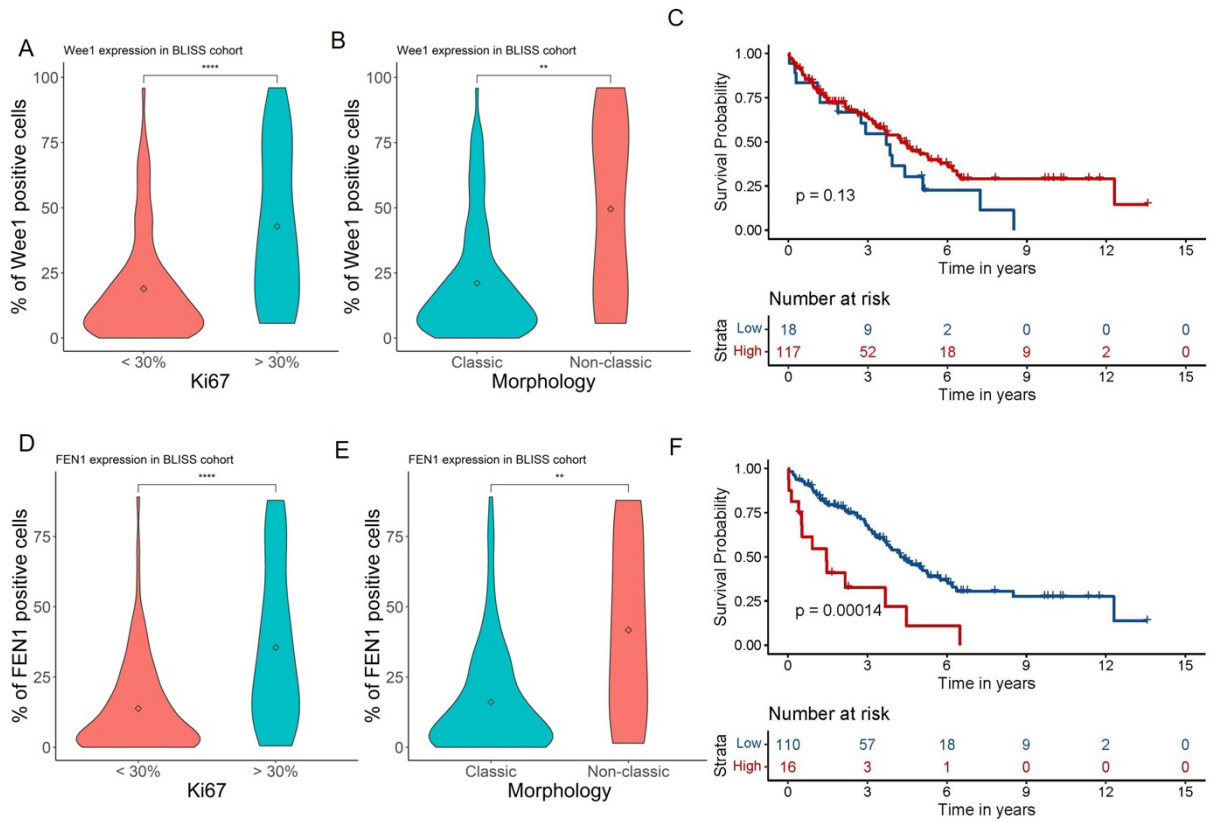 A
Wee1 expression in BLISS cohort
****
100
75
50
25
0
% of Wee1 positive cells
< 30%
> 30%
Ki67
B
Wee1 expression in BLISS cohort
**
100
75
50
25
0
% of Wee1 positive cells
Classic
Non-classic
Morphology
C
1.00
0.75
0.50
0.25
0.00
Survival Probability
p = 0.13
0 3 6 9 12 15
Time in years
Number at risk
Strata
Low 18 9 2 0 0 0
High 117 52 18 9 2 0
0 3 6 9 12 15
Time in years
D
FEN1 expression in BLISS cohort
****
75
50
25
0
% of FEN1 positive cells
< 30%
> 30%
Ki67
E
FEN1 expression in BLISS cohort
**
75
50
25
0
% of FEN1 positive cells
Classic
Non-classic
Morphology
F
1.00
0.75
0.50
0.25
0.00
Survival Probability
p = 0.00014
0 3 6 9 12 15
Time in years
Number at risk
Strata
Low 110 57 18 9 2 0
High 16 3 1 0 0 0
0 3 6 9 12 15
Time in years